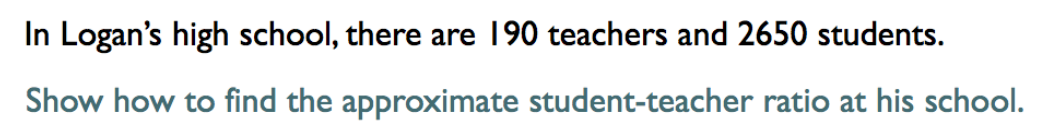 In Logan’s high school, there are 190 teachers and 2650 students.
Show how to find the approximate student-teacher ratio at his school.